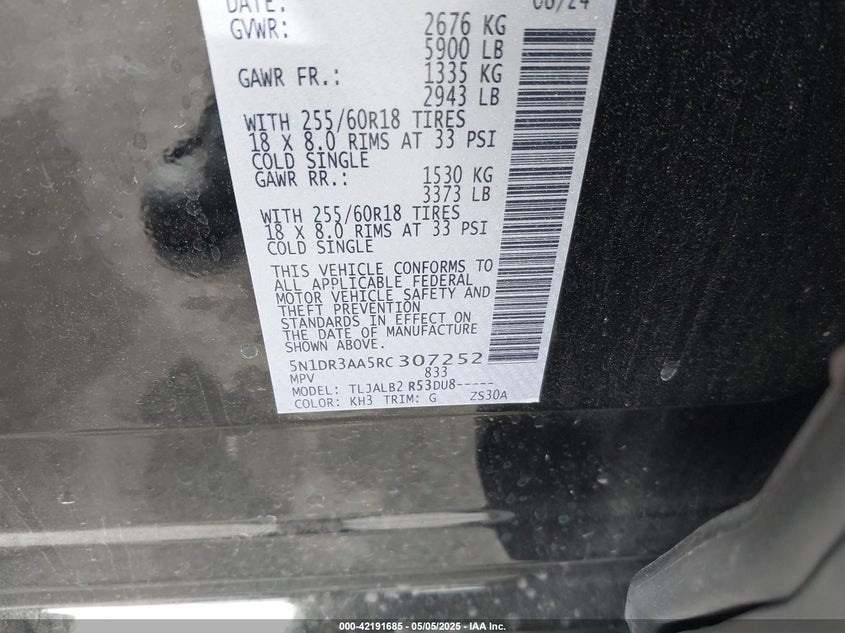 DATE: 08/24
GVWR: 2676 KG
5900 LB
GAWR FR.: 1335 KG
2943 LB
WITH 255/60R18 TIRES
18 X 8.0 RIMS AT 33 PSI
COLD SINGLE
GAWR RR.: 1530 KG
3373 LB
WITH 255/60R18 TIRES
18 X 8.0 RIMS AT 33 PSI
COLD SINGLE
THIS VEHICLE CONFORMS TO
ALL APPLICABLE FEDERAL
MOTOR VEHICLE SAFETY AND
THEFT PREVENTION
STANDARDS IN EFFECT ON
THE DATE OF MANUFACTURE
SHOWN ABOVE.
5N1DR3AA5RC307252
MPV 833
MODEL: TLJALB2 R53DU8-----
COLOR: KH3 TRIM: G ZS30A
000-42191685 - 05/05/2025 - IAA Inc.